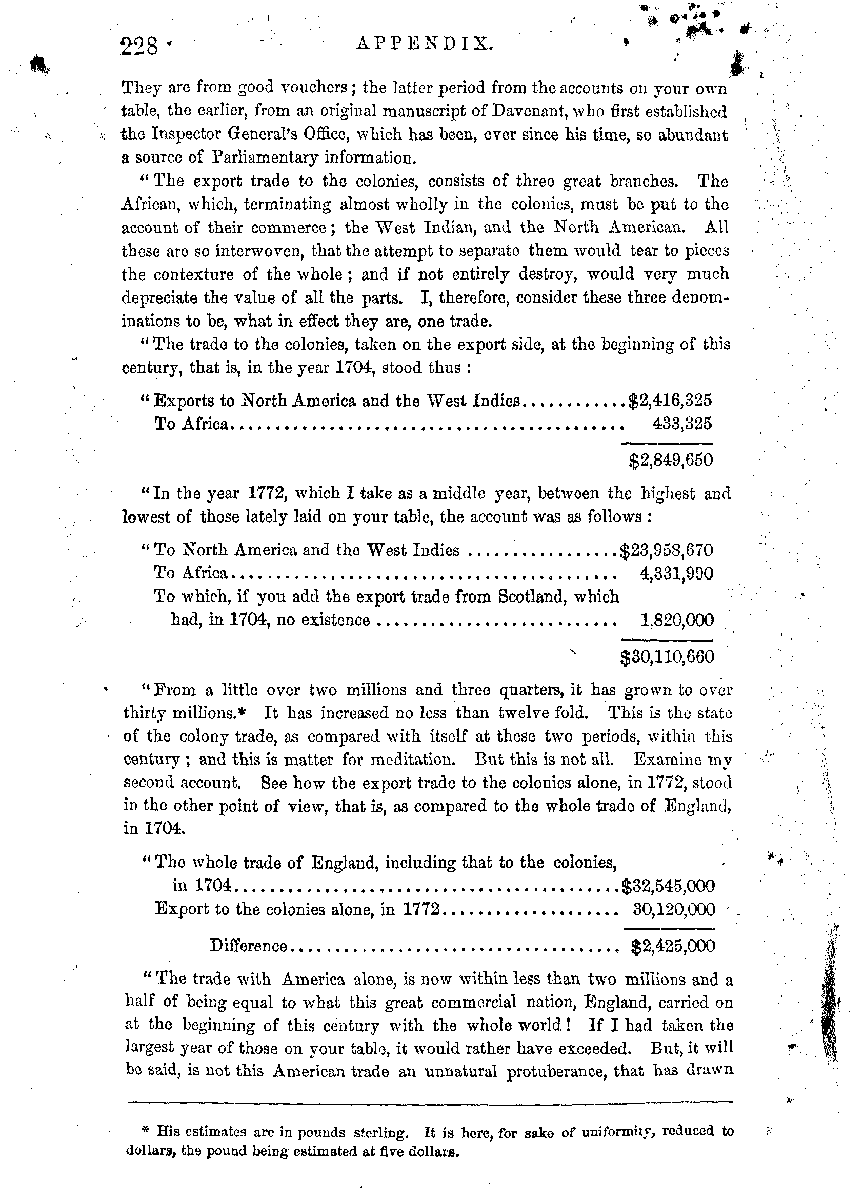 228 APPENDIX.
They are from good vouchers; the latter period from the accounts on your own
table, the earlier, from an original manuscript of Davenant, who first established
the Inspector General's Office, which has been, ever since his time, so abundant
a source of Parliamentary information.
"The export trade to the colonies, consists of three great branches. The
African, which, terminating almost wholly in the colonies, must be put to the
account of their commerce; the West Indian, and the North American. All
these are so interwoven, that the attempt to separate them would tear to pieces
the contexture of the whole; and if not entirely destroy, would very much
depreciate the value of all the parts. I, therefore, consider these three denom-
inations to be, what in effect they are, one trade.
"The trade to the colonies, taken on the export side, at the beginning of this
century, that is, in the year 1704, stood thus:
"Exports to North America and the West Indies............$2,416,325
To Africa............................................ 433,325
$2,849,650
"In the year 1772, which I take as a middle year, between the highest and
lowest of those lately laid on your table, the account was as follows:
"To North America and the West Indies .................$23,958,670
To Africa........................................... 4,331,990
To which, if you add the export trade from Scotland, which
had, in 1704, no existence ........................... 1,820,000
$30,110,660
"From a little over two millions and three quarters, it has grown to over
thirty millions.* It has increased no less than twelve fold. This is the state
of the colony trade, as compared with itself at these two periods, within this
century; and this is matter for meditation. But this is not all. Examine my
second account. See how the export trade to the colonies alone, in 1772, stood
in the other point of view, that is, as compared to the whole trade of England,
in 1704.
"The whole trade of England, including that to the colonies,
in 1704...........................................$32,545,000
Export to the colonies alone, in 1772.................... 30,120,000
Difference.................................... $2,425,000
"The trade with America alone, is now within less than two millions and a
half of being equal to what this great commercial nation, England, carried on
at the beginning of this century with the whole world! If I had taken the
largest year of those on your table, it would rather have exceeded. But, it will
be said, is not this American trade an unnatural protuberance, that has drawn
* His estimates are in pounds sterling. It is here, for sake of uniformity, reduced to
dollars, the pound being estimated at five dollars.